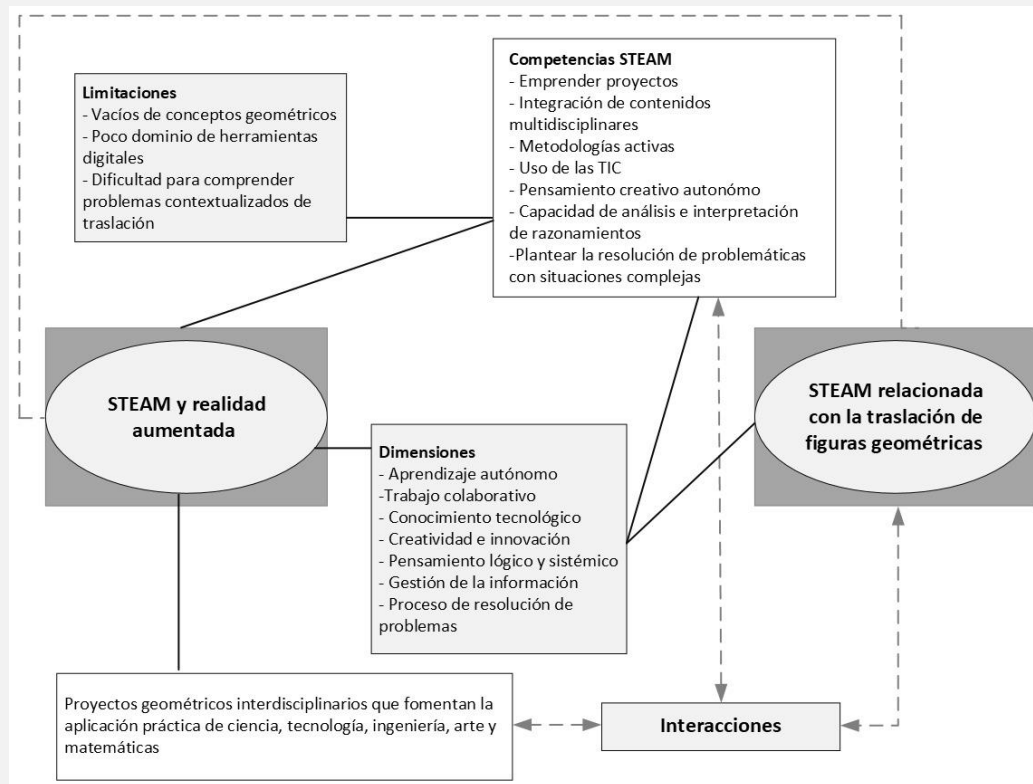 Limitaciones
- Vacíos de conceptos geométricos
- Poco dominio de herramientas
digitales
- Dificultad para comprender
problemas contextualizados de
traslación
Competencias STEAM
- Emprender proyectos
- Integración de contenidos
multidisciplinares
- Metodologías activas
- Uso de las TIC
- Pensamiento creativo autonómo
- Capacidad de análisis e interpretación
de razonamientos
-Plantear la resolución de problemáticas
con situaciones complejas
STEAM y realidad
aumentada
STEAM relacionada
con la traslación de
figuras geométricas
Dimensiones
- Aprendizaje autónomo
-Trabajo colaborativo
- Conocimiento tecnológico
- Creatividad e innovación
- Pensamiento lógico y sistémico
- Gestión de la información
- Proceso de resolución de
problemas
Proyectos geométricos interdisciplinarios que fomentan la
aplicación práctica de ciencia, tecnología, ingeniería, arte y
matemáticas
Interacciones